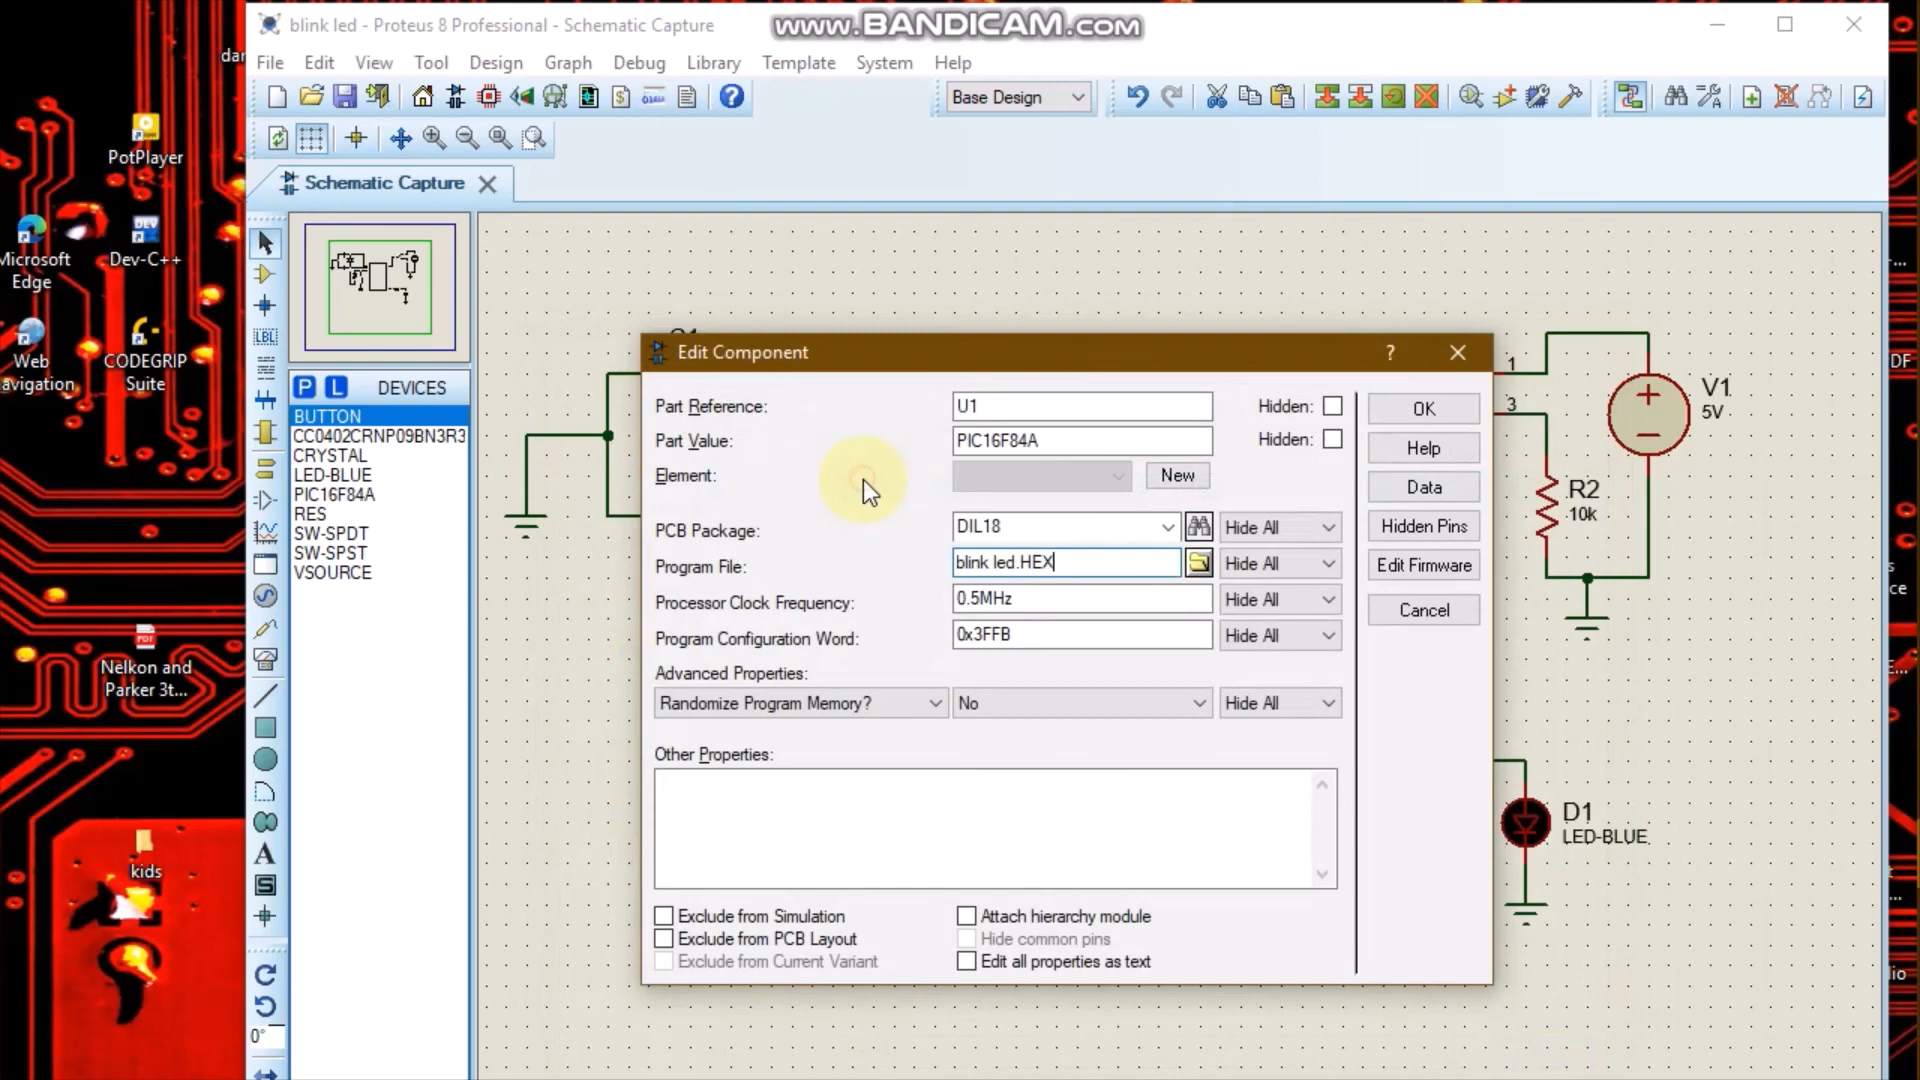 blink led - Proteus 8 Professional - Schematic Capture
www.BANDICAM.com
File Edit View Tool Design Graph Debug Library Template System Help
Base Design
Schematic Capture
PotPlayer
Microsoft
Edge
Dev-C++
Web
CODEGRIP
Suite
Nelkon and
Parker 3t...
kids
LBL
P L DEVICES
BUTTON
CC0402CRNP09BN3R3
CRYSTAL
LED-BLUE
PIC16F84A
RES
SW-SPDT
SW-SPST
VSOURCE
0°
Edit Component
? 
Part Reference: U1 Hidden: OK
Part Value: PIC16F84A Hidden: Help
Element: New Data
PCB Package: DIL18 Hide All Hidden Pins
Program File: blink led.HEX Hide All Edit Firmware
Processor Clock Frequency: 0.5MHz Hide All Cancel
Program Configuration Word: 0x3FFB Hide All
Advanced Properties:
Randomize Program Memory? No Hide All
Other Properties:
Exclude from Simulation Attach hierarchy module
Exclude from PCB Layout Hide common pins
Exclude from Current Variant Edit all properties as text
1
3
V1
5V
R2
10k
D1
LED-BLUE